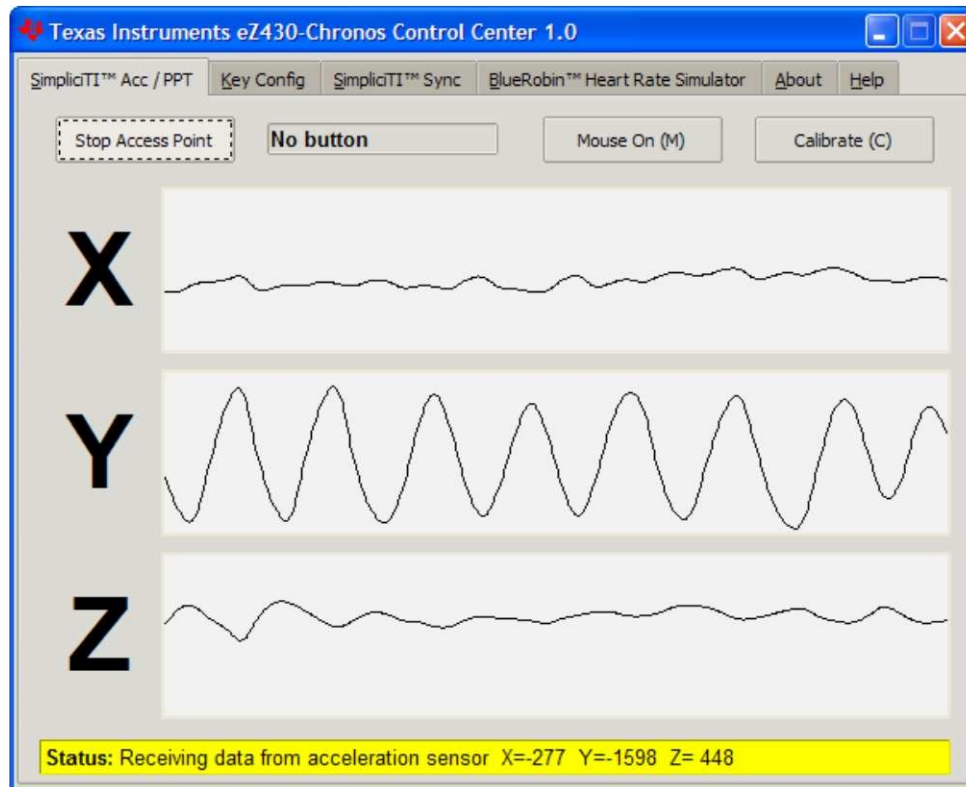 Texas Instruments eZ430-Chronos Control Center 1.0
SimpliciTI™ Acc / PPT Key Config SimpliciTI™ Sync BlueRobin™ Heart Rate Simulator About Help
Stop Access Point No button Mouse On (M) Calibrate (C)
X
Y
Z
Status: Receiving data from acceleration sensor X=-277 Y=-1598 Z= 448